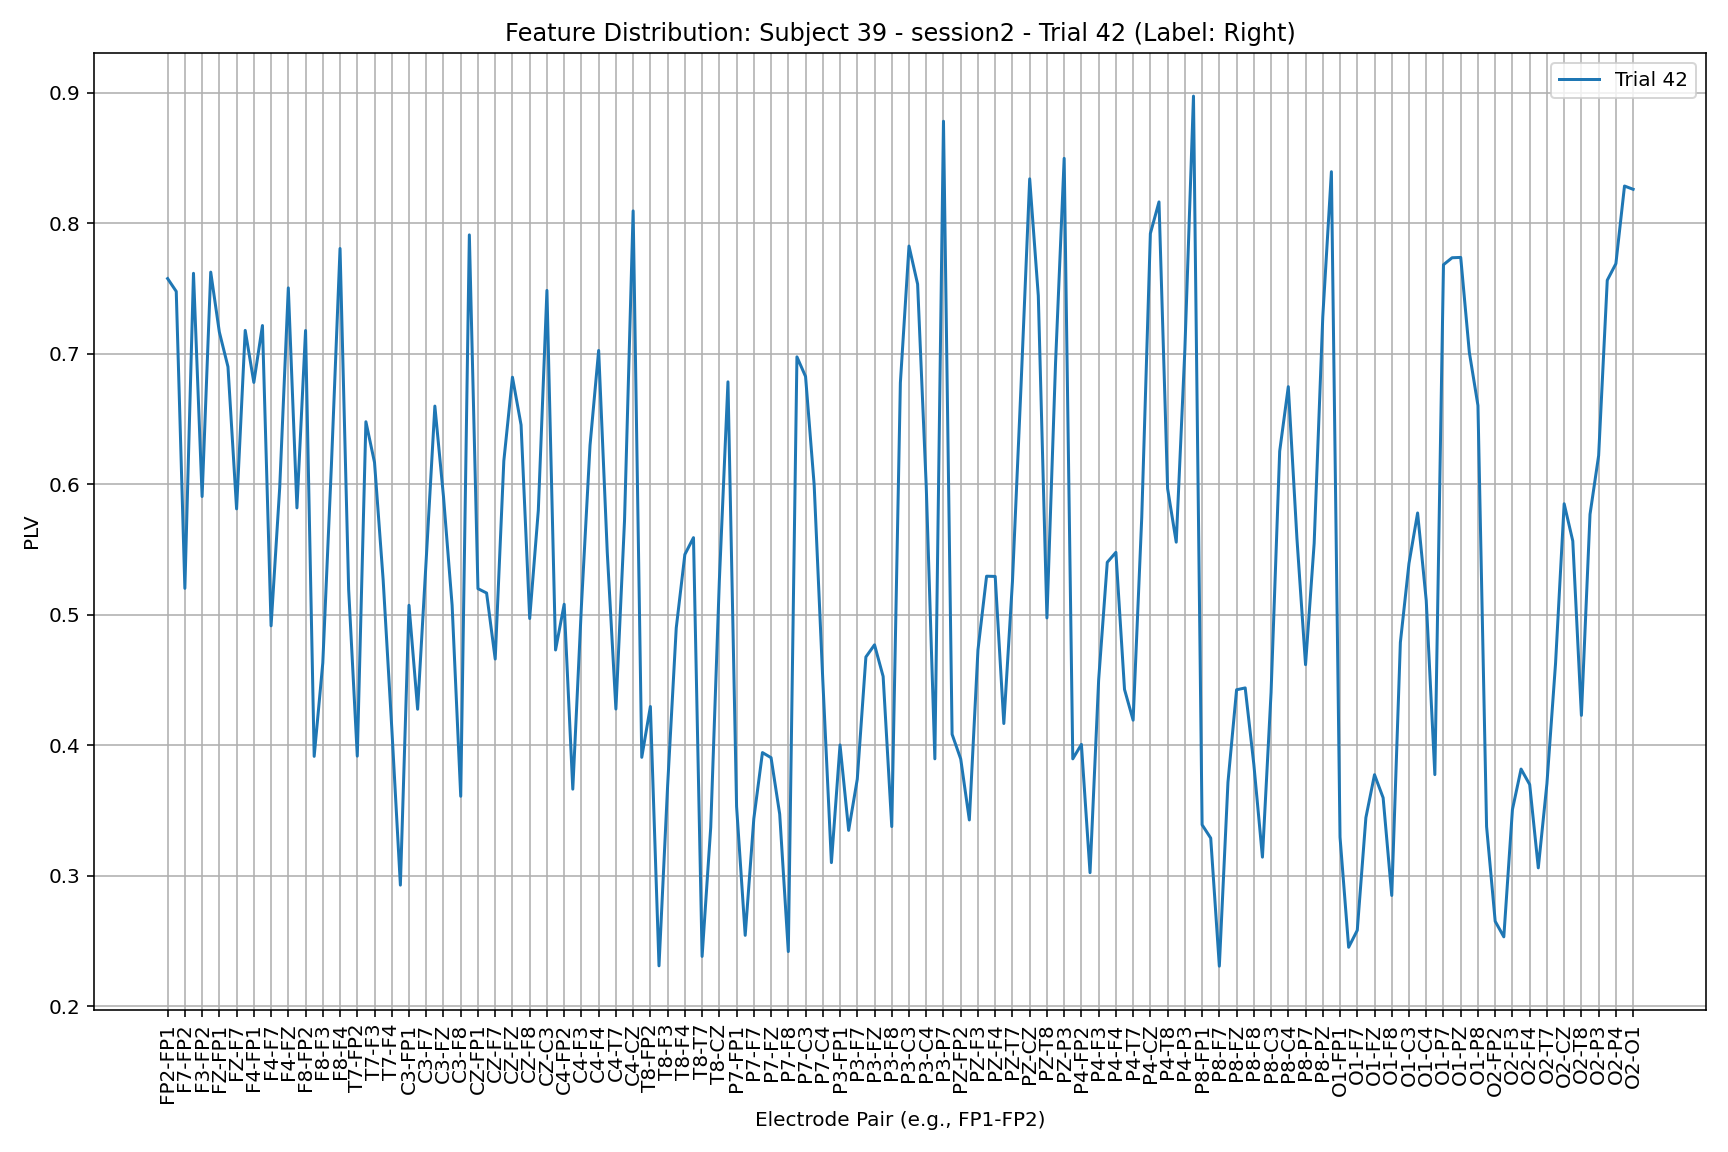 Feature Distribution: Subject 39 - session2 - Trial 42 (Label: Right)
Trial 42
PLV
0.9
0.8
0.7
0.6
0.5
0.4
0.3
0.2
FP2-FP1
F7-FP2
F3-FP2
FZ-FP1
FZ-F7
F4-FP1
F4-F7
F4-FZ
F8-FP2
F8-F3
F8-F4
T7-FP2
T7-F3
T7-F4
C3-FP1
C3-F7
C3-FZ
C3-F8
CZ-FP1
CZ-F7
CZ-FZ
CZ-F8
CZ-C3
C4-FP2
C4-F3
C4-F4
C4-T7
C4-CZ
T8-FP2
T8-F3
T8-F4
T8-T7
T8-CZ
P7-FP1
P7-F7
P7-FZ
P7-F8
P7-C3
P7-C4
P3-FP1
P3-F7
P3-FZ
P3-F8
P3-C3
P3-C4
P3-P7
PZ-FP2
PZ-F3
PZ-F4
PZ-T7
PZ-CZ
PZ-T8
PZ-P3
P4-FP2
P4-F3
P4-F4
P4-T7
P4-CZ
P4-T8
P4-P3
P8-FP1
P8-F7
P8-FZ
P8-F8
P8-C3
P8-C4
P8-P7
P8-PZ
O1-FP1
O1-F7
O1-FZ
O1-F8
O1-C3
O1-C4
O1-P7
O1-PZ
O1-P8
O2-FP2
O2-F3
O2-F4
O2-T7
O2-CZ
O2-T8
O2-P3
O2-P4
O2-O1
Electrode Pair (e.g., FP1-FP2)